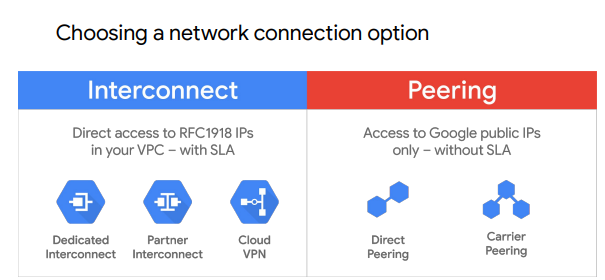 Choosing a network connection option
Interconnect
Direct access to RFC1918 IPs
in your VPC – with SLA
Dedicated
Interconnect
Partner
Interconnect
Cloud
VPN
Peering
Access to Google public IPs
only – without SLA
Direct
Peering
Carrier
Peering